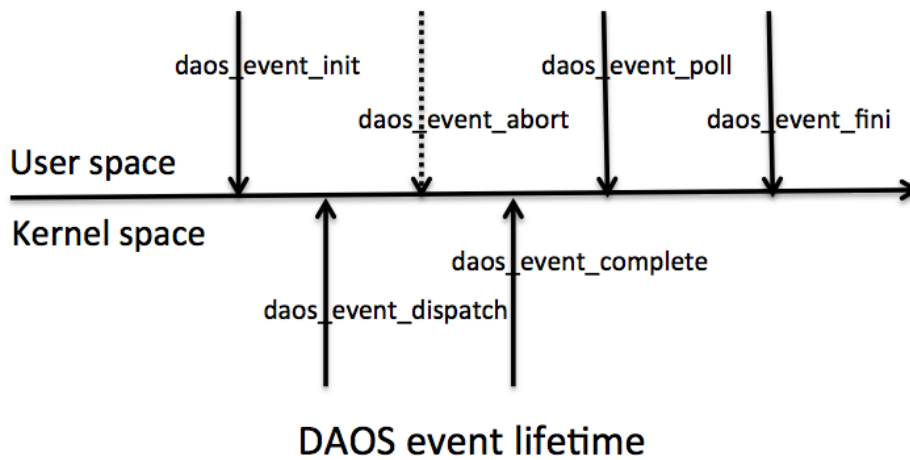 daos_event_init
daos_event_poll
daos_event_abort
daos_event_fini
User space
Kernel space
daos_event_complete
daos_event_dispatch
DAOS event lifetime